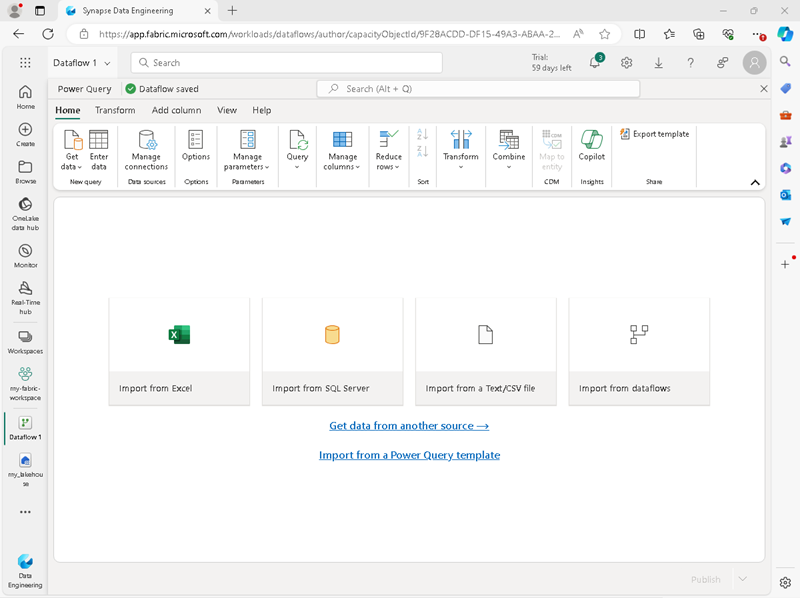 Synapse Data Engineering
https://app.fabric.microsoft.com/workloads/dataflows/author/capacityObjectId/9F28ACDD-DF15-49A3-ABAA-2...
Dataflow 1
Search
Trial:
59 days left
3
Power Query
Dataflow saved
Search (Alt + Q)
Home
Transform
Add column
View
Help
Get
data
Enter
data
New query
Manage
connections
Data sources
Options
Options
Manage
parameters
Parameters
Query
Manage
columns
Reduce
rows
Sort
Transform
Combine
CDM
Map to
entity
CDM
Copilot
Insights
Export template
Share
Home
Create
Browse
OneLake
data hub
Monitor
Real-Time
hub
Workspaces
my-fabric-
workspace
Dataflow 1
my_lakehou
se
Data
Engineering
Import from Excel
Import from SQL Server
Import from a Text/CSV file
Import from dataflows
Get data from another source →
Import from a Power Query template
Publish